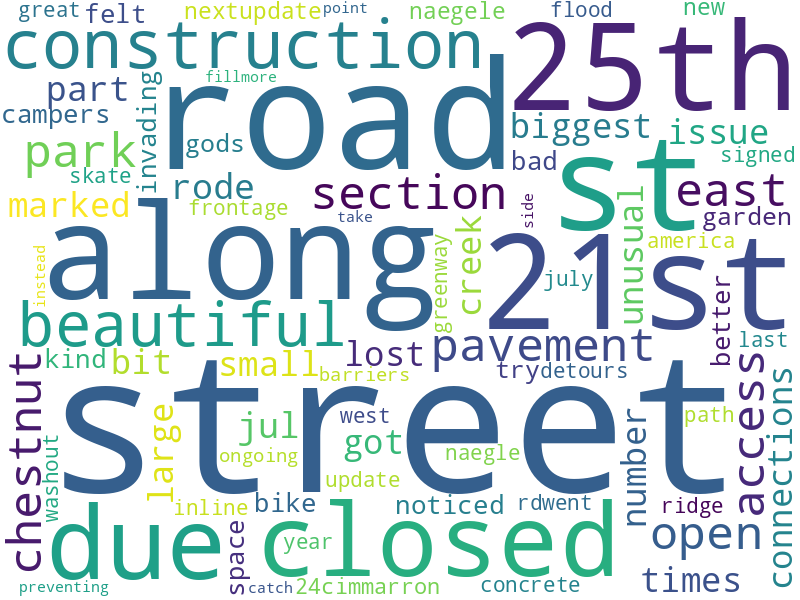 great
felt
nextupdate
point
naegele
flood
new
construction
25th
fillmore
road
part
invading
campers
gods
biggest
issue
park
bad
signed
skate
st
rode
section
east
marked
frontage
along
take
side
garden
instead
greenway
creek
21st
unusual
america
july
beautiful
pavement
better
last
kind
bit
small
lost
barriers
try
detours
chestnut
street
access
connections
large
jul
west
got
number
path
washout
ongoing
naegle
update
due
inline
bike
closed
noticed
rdwent
ridge
space
year
open
preventing
catch
24cimmarron
concrete
times